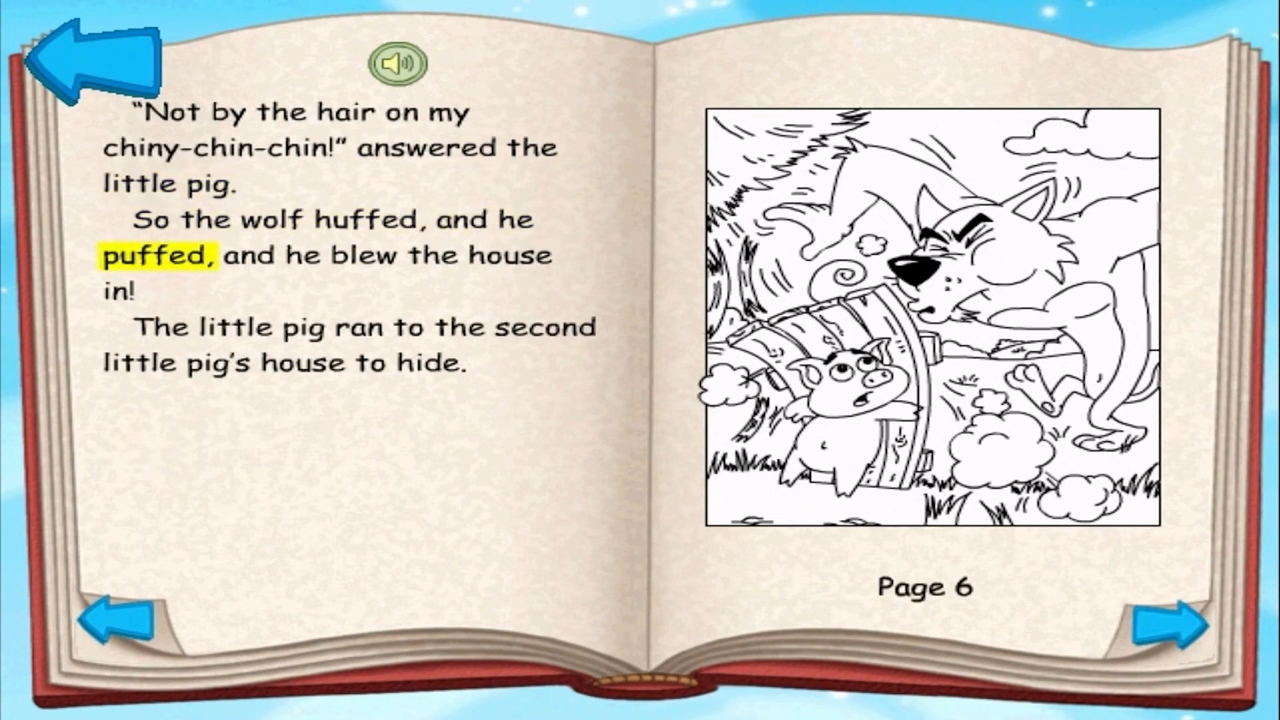 “Not by the hair on my
chiny-chin-chin!” answered the
little pig.
So the wolf huffed, and he
puffed, and he blew the house
in!
The little pig ran to the second
little pig’s house to hide.
Page 6